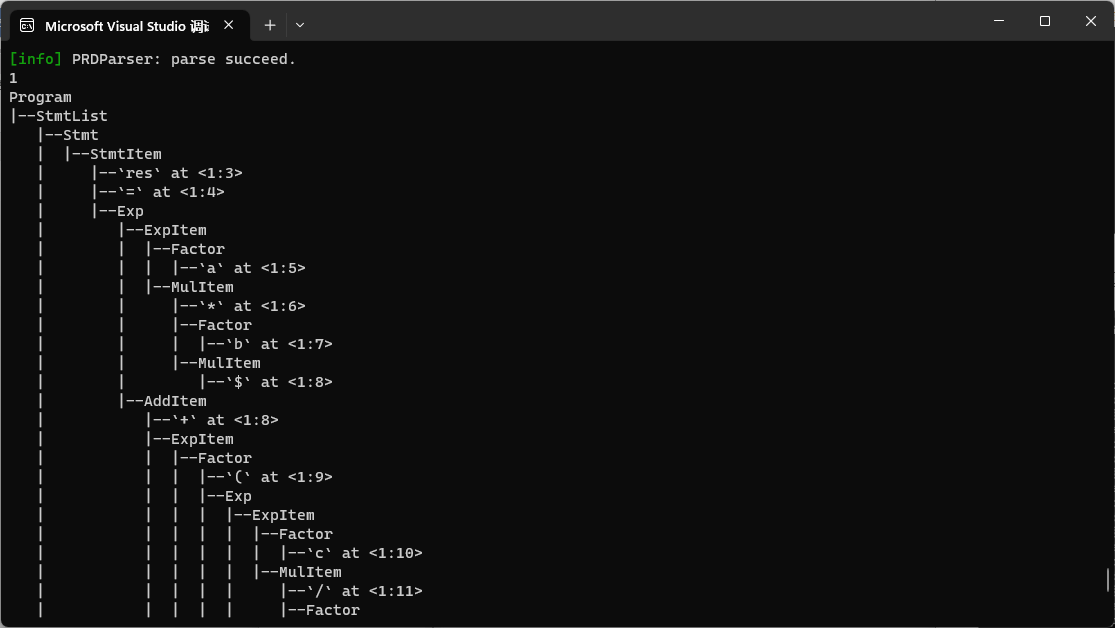 Microsoft Visual Studio 调试
[info] PRDParser: parse succeed.
1
Program
|--StmtList
   |--Stmt
   |  |--StmtItem
   |     |--`res` at <1:3>
   |     |--`=` at <1:4>
   |     |--Exp
   |        |--ExpItem
   |        |  |--Factor
   |        |  |  |--`a` at <1:5>
   |        |  |--MulItem
   |        |     |--`*` at <1:6>
   |        |     |--Factor
   |        |     |  |--`b` at <1:7>
   |        |     |--MulItem
   |        |        |--`$` at <1:8>
   |        |--AddItem
   |           |--`+` at <1:8>
   |           |--ExpItem
   |           |  |--Factor
   |           |  |  |--`(` at <1:9>
   |           |  |  |--Exp
   |           |  |  |  |--ExpItem
   |           |  |  |  |  |--Factor
   |           |  |  |  |  |  |--`c` at <1:10>
   |           |  |  |  |  |--MulItem
   |           |  |  |  |     |--`/` at <1:11>
   |           |  |  |  |     |--Factor